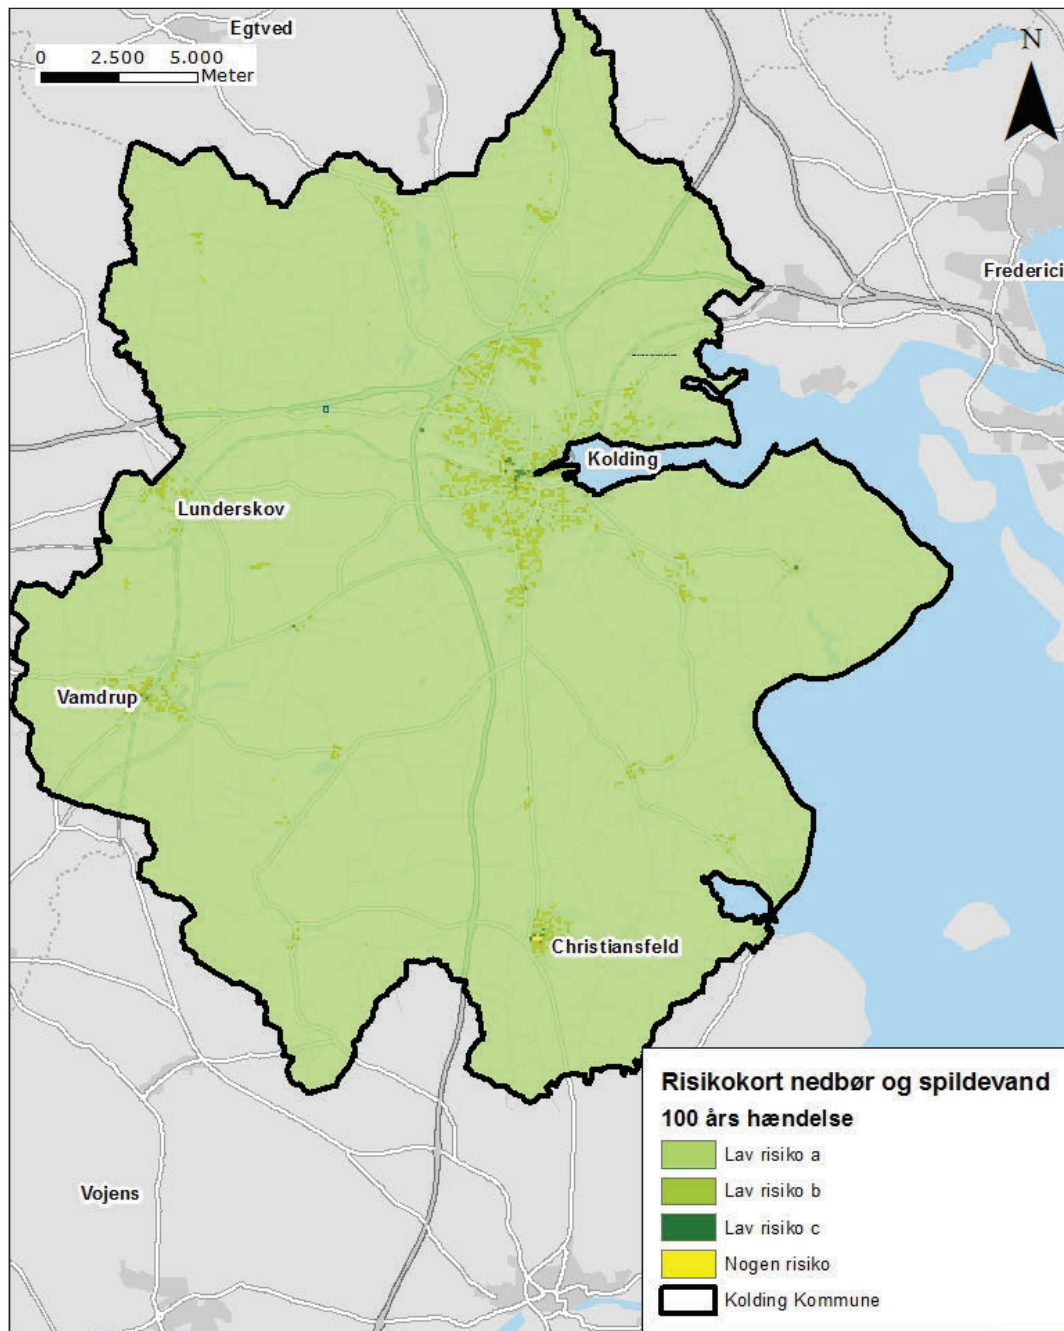 Egtved
0 2.500 5.000
Meter
N
Frederici
Kolding
Lunderskov
Vamdrup
Christiansfeld
Vojens
Risikokort nedbør og spildevand
100 års hændelse
Lav risiko a
Lav risiko b
Lav risiko c
Nogen risiko
Kolding Kommune